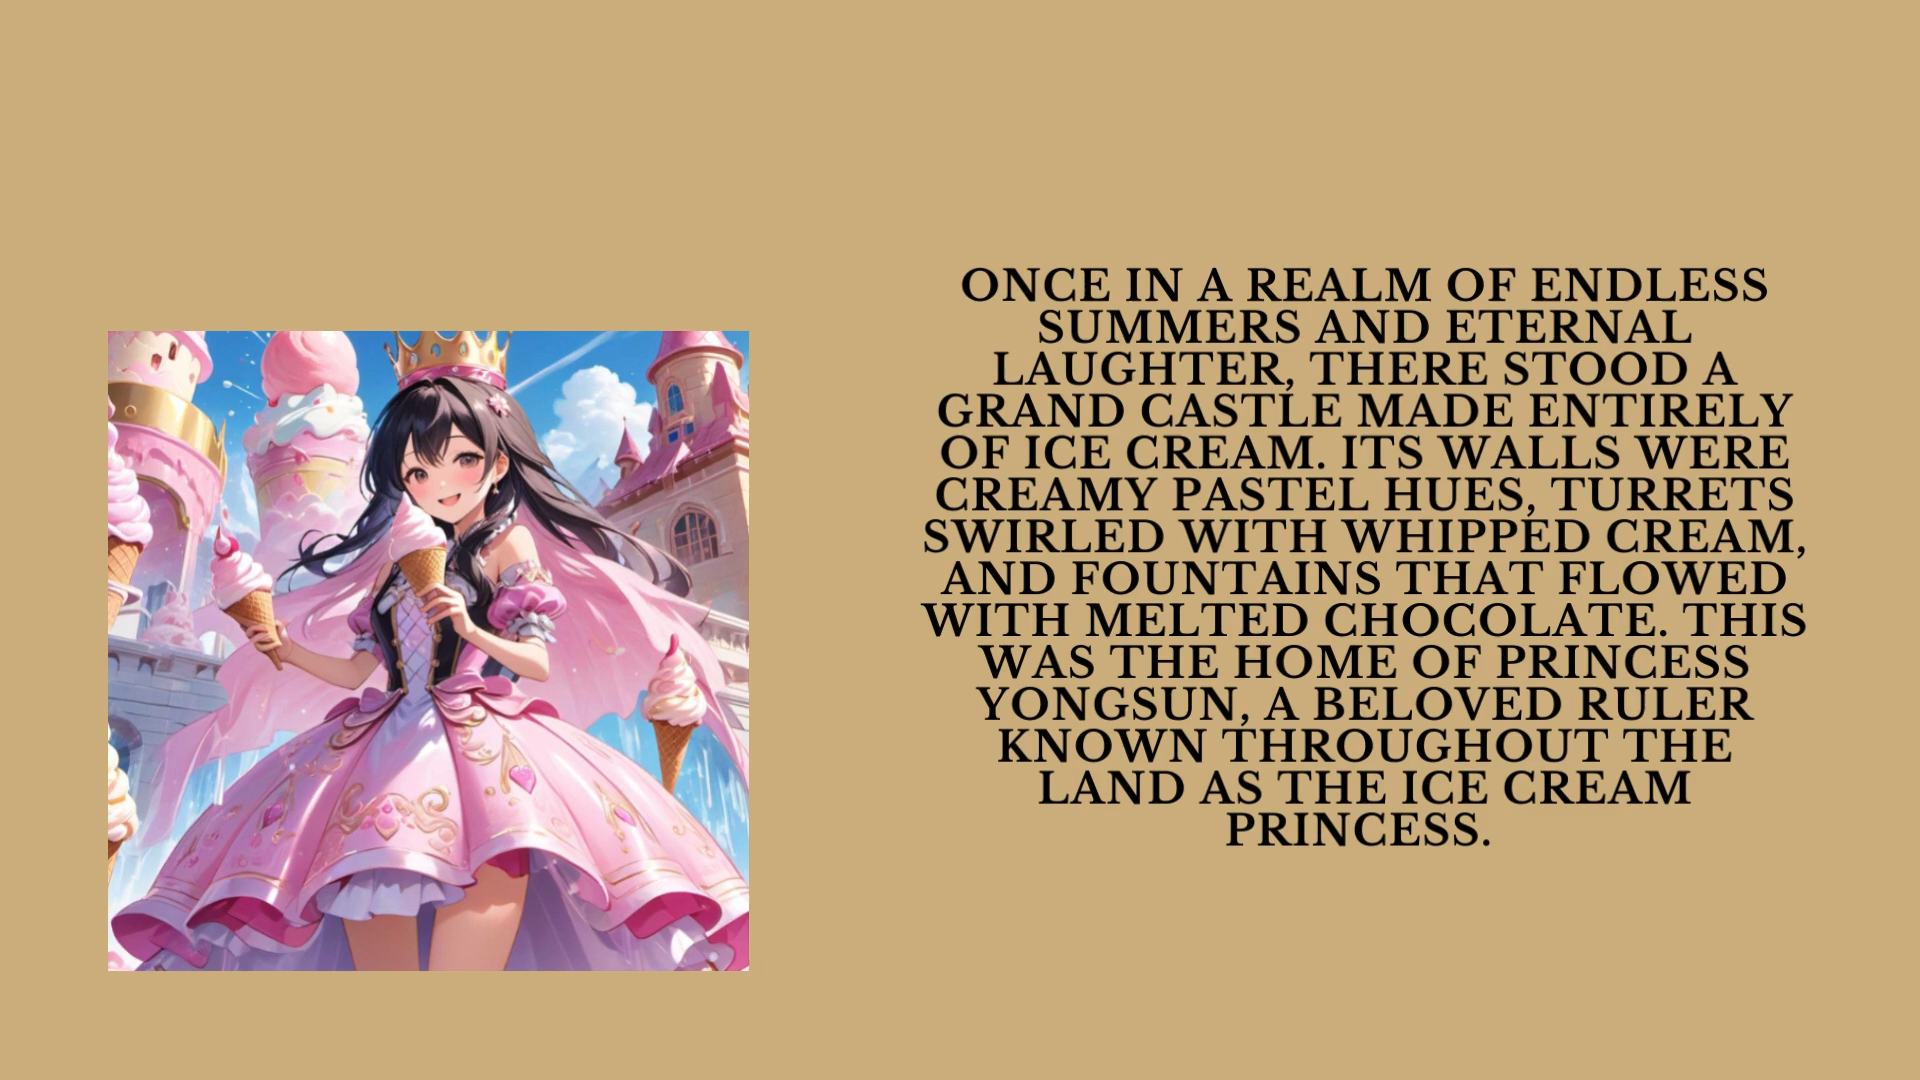 ONCE IN A REALM OF ENDLESS
SUMMERS AND ETERNAL
LAUGHTER, THERE STOOD A
GRAND CASTLE MADE ENTIRELY
OF ICE CREAM. ITS WALLS WERE
CREAMY PASTEL HUES, TURRETS
SWIRLED WITH WHIPPED CREAM,
AND FOUNTAINS THAT FLOWED
WITH MELTED CHOCOLATE. THIS
WAS THE HOME OF PRINCESS
YONGSUN, A BELOVED RULER
KNOWN THROUGHOUT THE
LAND AS THE ICE CREAM
PRINCESS.